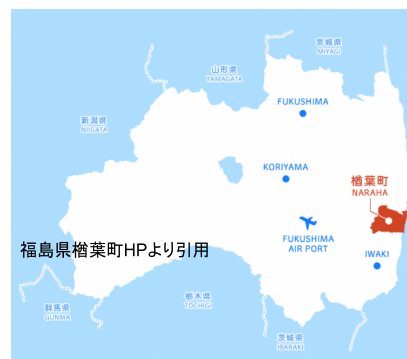 宮城県
MIYAGI
山形県
YAMAGATA
FUKUSHIMA
新潟県
NIIGATA
KORIYAMA
楢葉町
NARAHA
FUKUSHIMA
AIR PORT
福島県楢葉町HPより引用
IWAKI
群馬県
GUNMA
栃木県
TOCHIGI
茨城県
IBARAKI